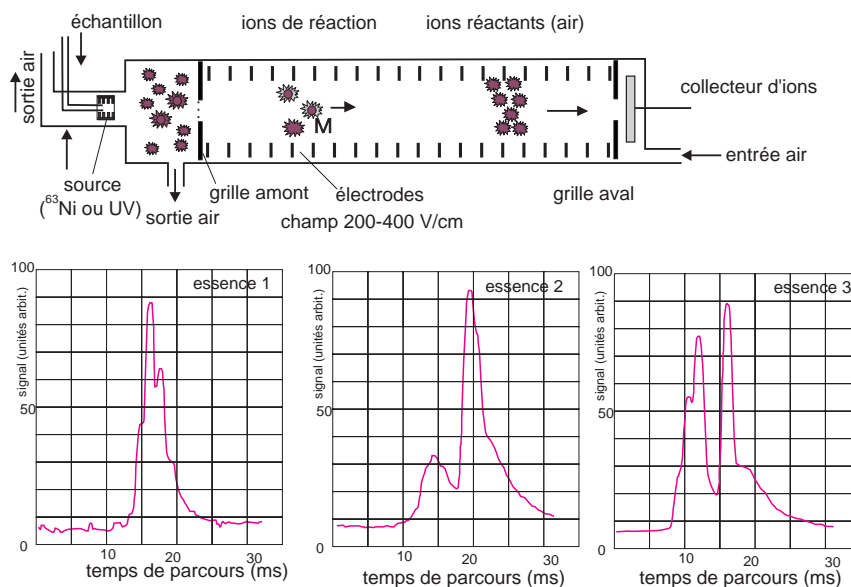 échantillon
ions de réaction
ions réactants (air)
sortie air
M
collecteur d'ions
entrée air
source
(⁶³Ni ou UV)
sortie air
grille amont
électrodes
grille aval
champ 200-400 V/cm
100
essence 1
signal (unités arbit.)
50
0
10
20
30
temps de parcours (ms)
100
essence 2
signal (unités arbit.)
50
0
10
20
30
temps de parcours (ms)
100
essence 3
signal (unités arbit.)
50
0
10
20
30
temps de parcours (ms)